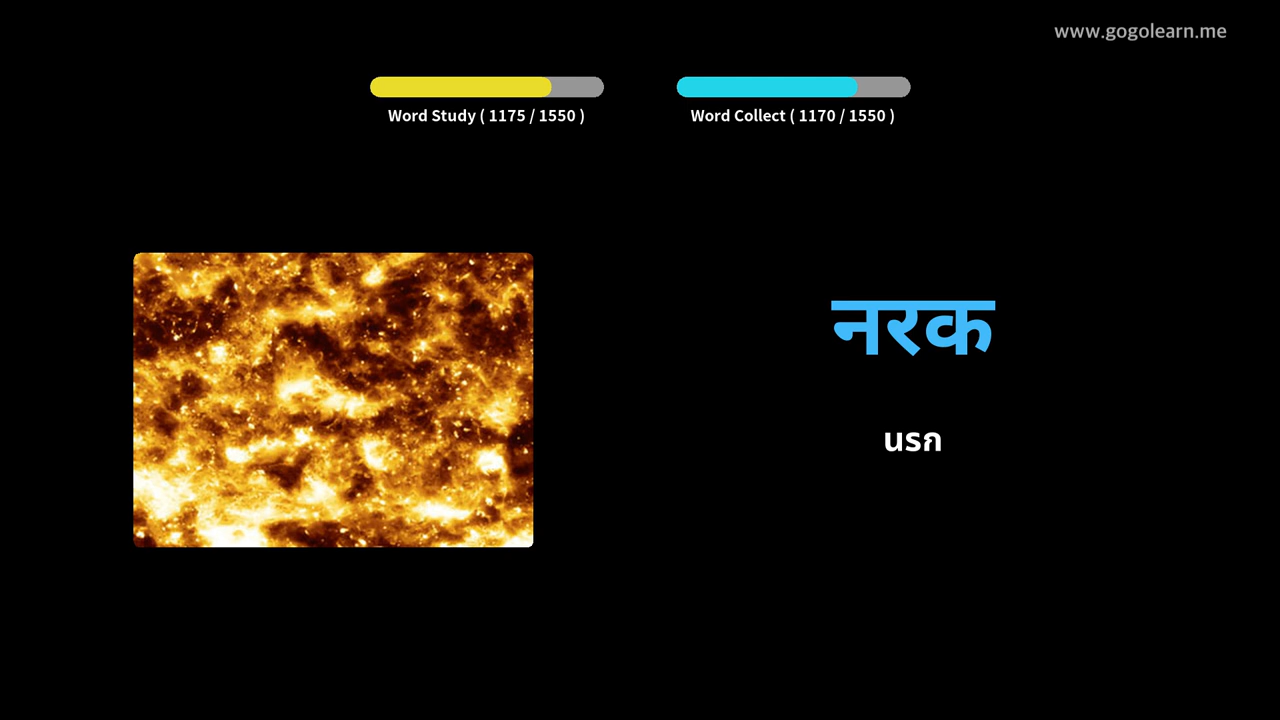 www.gogolearn.me
Word Study ( 1175 / 1550 )
Word Collect ( 1170 / 1550 )
नरक
นรก